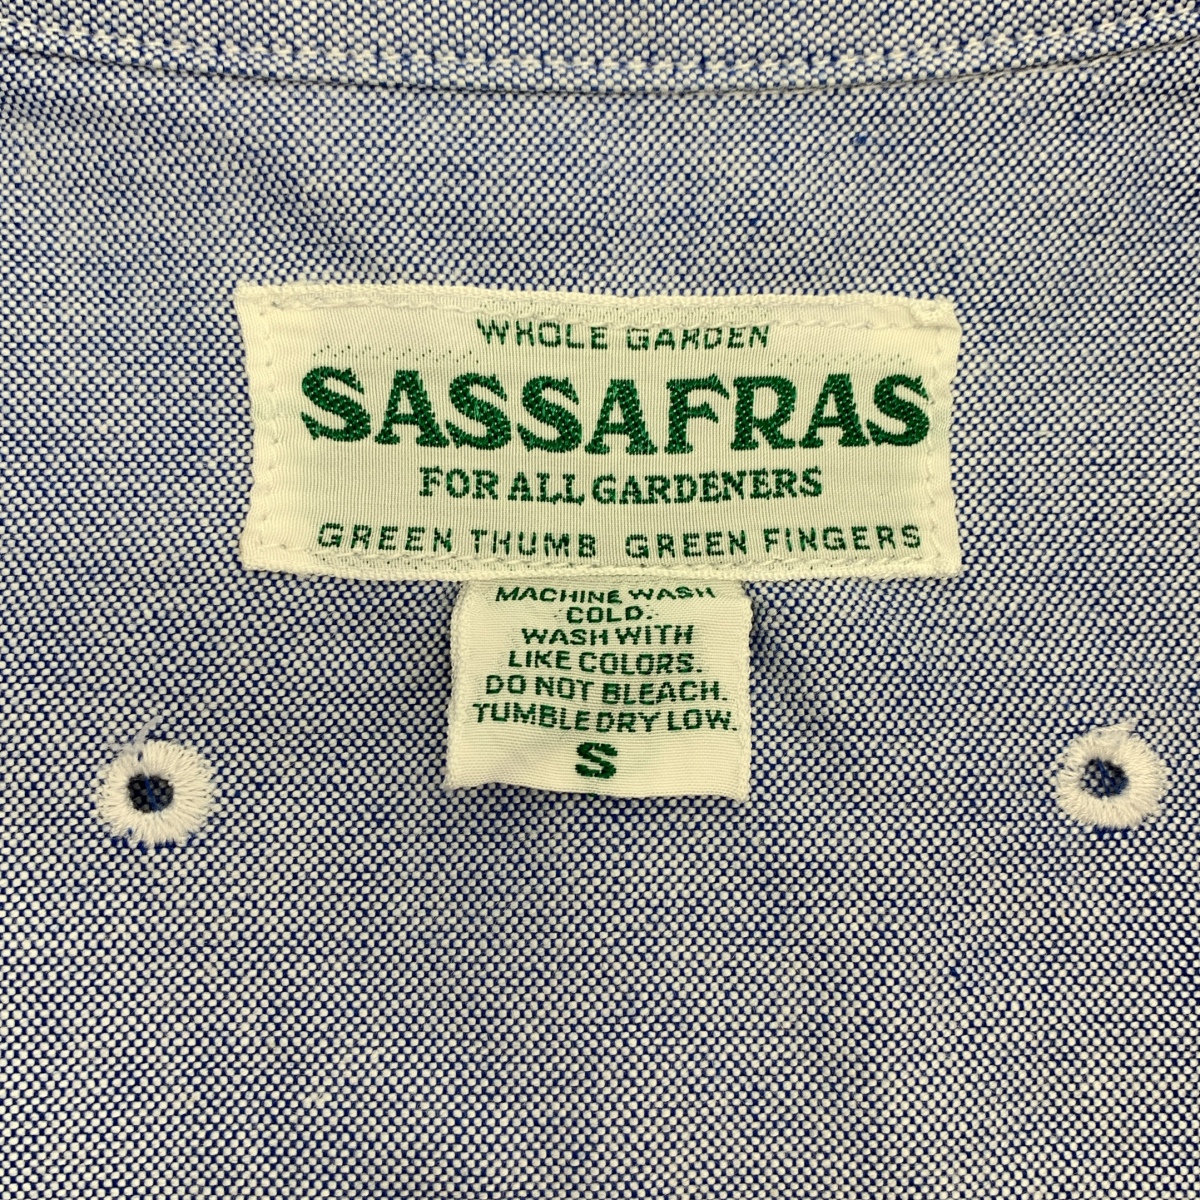 WHOLE GARDEN
SASSAFRAS
FOR ALL GARDENERS
GREEN THUMB GREEN FINGERS
MACHINE WASH
COLD.
WASH WITH
LIKE COLORS.
DO NOT BLEACH.
TUMBLE DRY LOW.
S